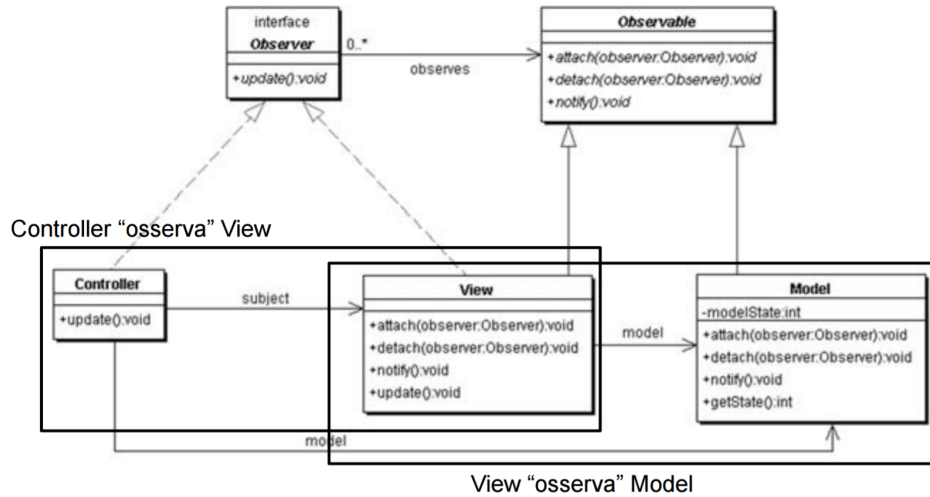 interface
Observer
+update():void
0..*
observes
Observable
+attach(observer:Observer):void
+detach(observer:Observer):void
+notify():void
Controller “osserva” View
Controller
+update():void
subject
View
+attach(observer:Observer):void
+detach(observer:Observer):void
+notify():void
+update():void
model
Model
-modelState:int
+attach(observer:Observer):void
+detach(observer:Observer):void
+notify():void
+getState():int
model
View “osserva” Model